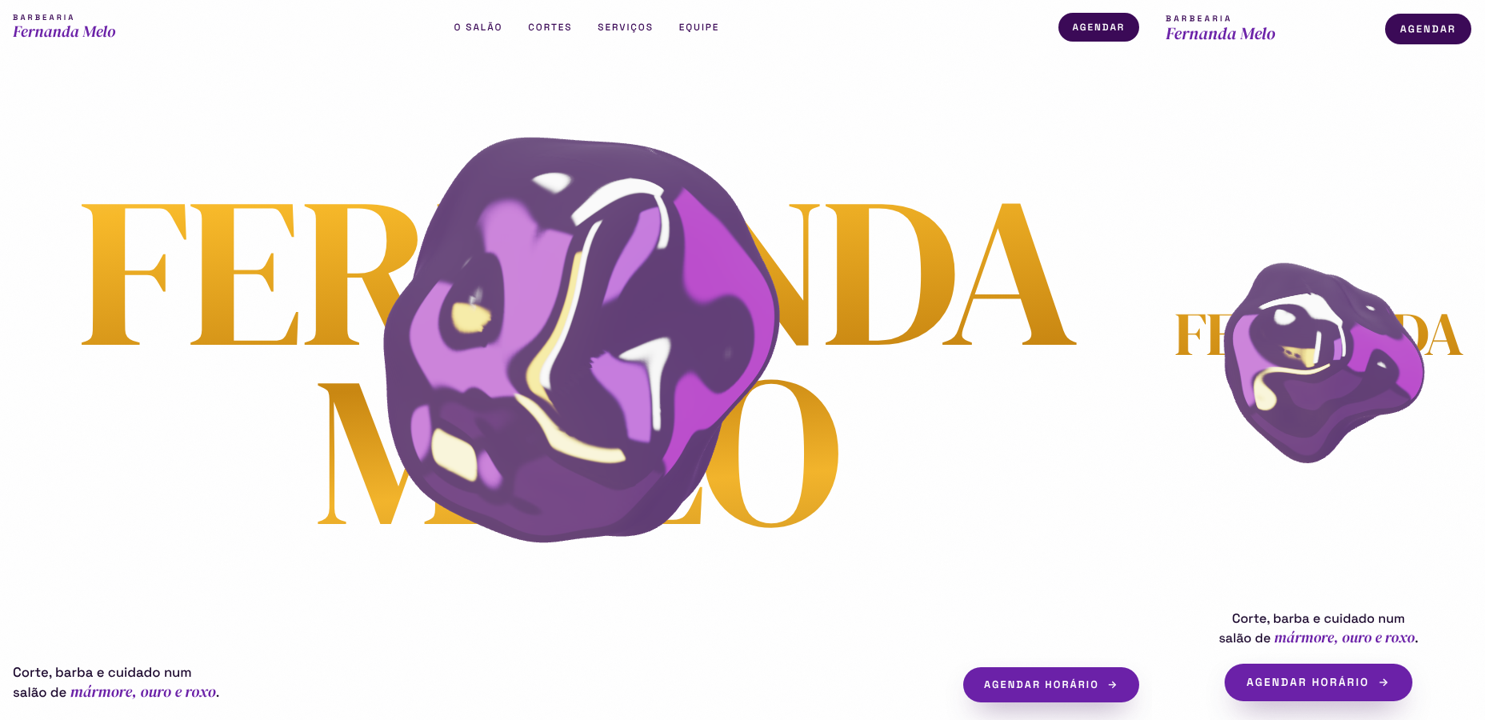 BARBEARIA
Fernanda Melo
O SALÃO CORTES SERVIÇOS EQUIPE
AGENDAR
FER NDA
M O
Corte, barba e cuidado num
salão de mármore, ouro e roxo.
AGENDAR HORÁRIO →
BARBEARIA
Fernanda Melo
AGENDAR
FE DA
Corte, barba e cuidado num
salão de mármore, ouro e roxo.
AGENDAR HORÁRIO →